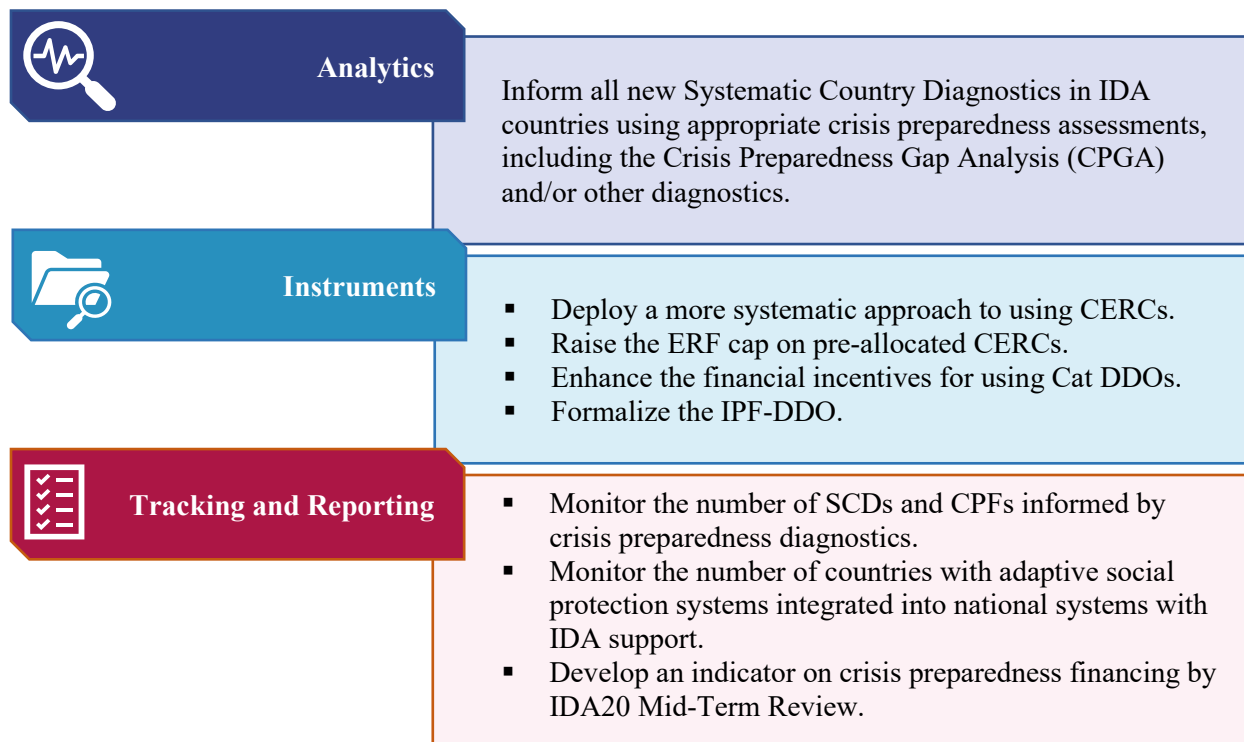 Analytics
Inform all new Systematic Country Diagnostics in IDA
countries using appropriate crisis preparedness assessments,
including the Crisis Preparedness Gap Analysis (CPGA)
and/or other diagnostics.
Instruments
▪ Deploy a more systematic approach to using CERCs.
▪ Raise the ERF cap on pre-allocated CERCs.
▪ Enhance the financial incentives for using Cat DDOs.
▪ Formalize the IPF-DDO.
Tracking and Reporting
▪ Monitor the number of SCDs and CPFs informed by
crisis preparedness diagnostics.
▪ Monitor the number of countries with adaptive social
protection systems integrated into national systems with
IDA support.
▪ Develop an indicator on crisis preparedness financing by
IDA20 Mid-Term Review.